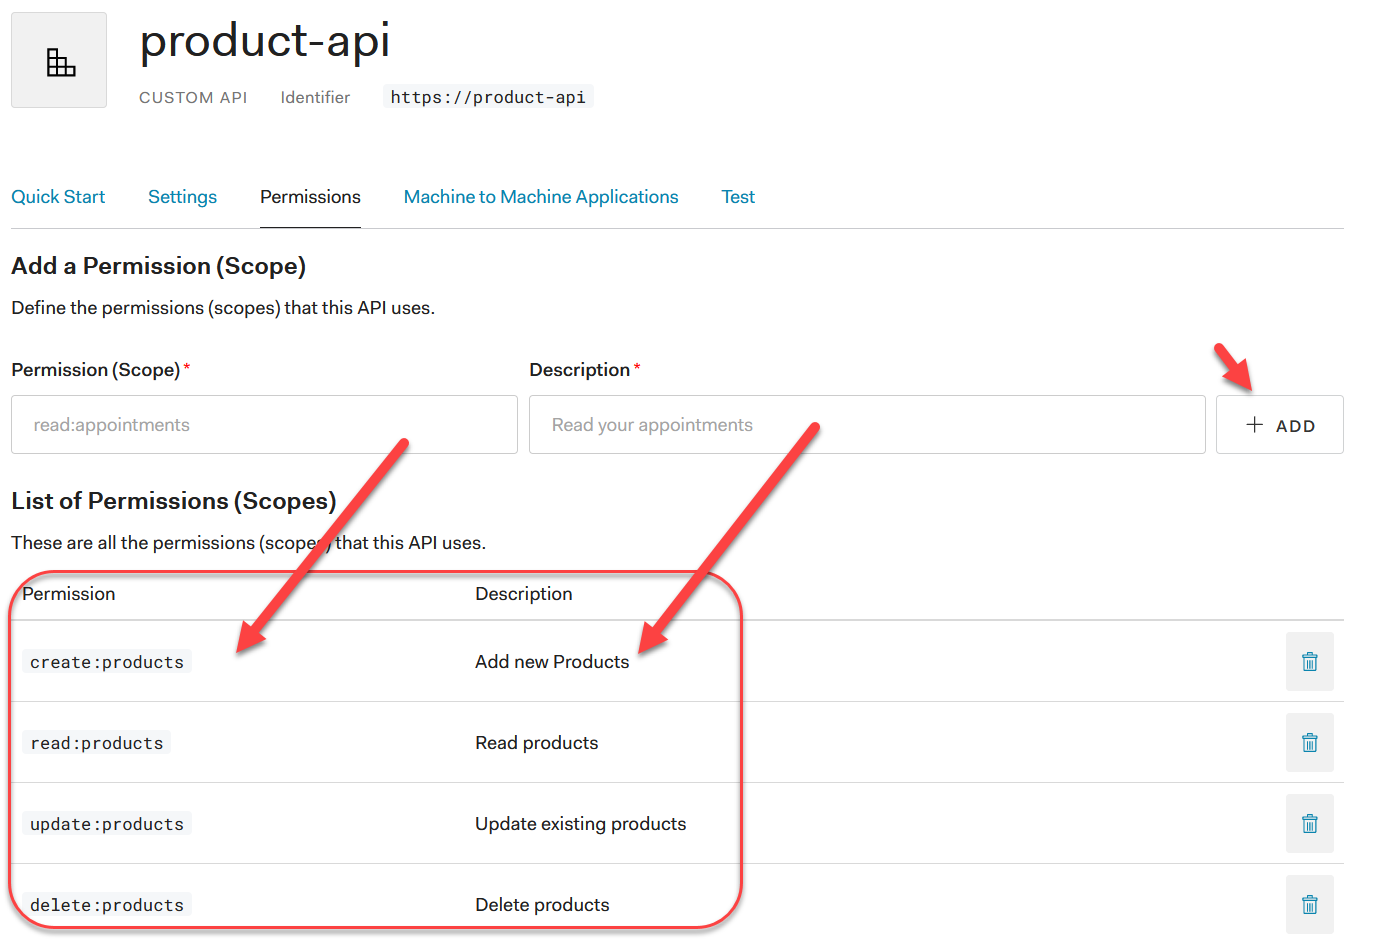 product-api
CUSTOM API Identifier https://product-api
Quick Start Settings Permissions Machine to Machine Applications Test
Add a Permission (Scope)
Define the permissions (scopes) that this API uses.
Permission (Scope) * Description *
read:appointments Read your appointments + ADD
List of Permissions (Scopes)
These are all the permissions (scopes) that this API uses.
Permission Description
create:products Add new Products
read:products Read products
update:products Update existing products
delete:products Delete products